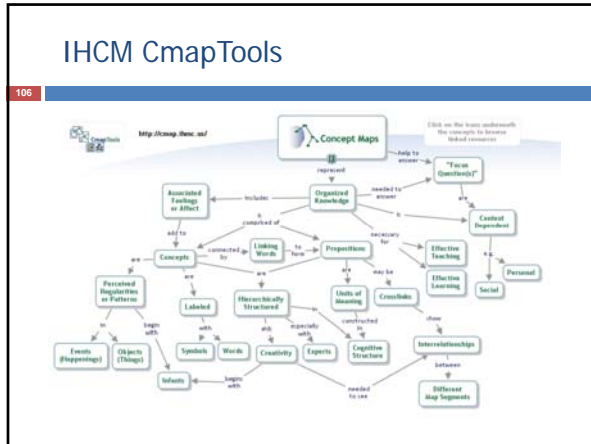 IHCM CmapTools
106
CmapTools
http://cmap.ihmc.us/
Concept Maps
Click on the icons underneath
the concepts to browse
linked resources
help to
answer
represent
"Focus
Question(s)"
Associated
Feelings
or Affect
includes
Organized
Knowledge
needed to
answer
are
is
comprised of
is
Context
Dependent
add to
necessary
for
Concepts
connected
by
Linking
Words
to
form
Propositions
Effective
Teaching
e.g.
are
are
are
are
may be
Effective
Learning
Social
Personal
Perceived
Regularities
or Patterns
Labeled
Hierarchically
Structured
Units of
Meaning
Crosslinks
in
begin
with
with
aids
especially
with
constructed
in
show
Events
(Happenings)
Objects
(Things)
Symbols
Words
Creativity
Experts
Cognitive
Structure
Interrelationships
Infants
begins
with
needed
to see
between
Different
Map Segments